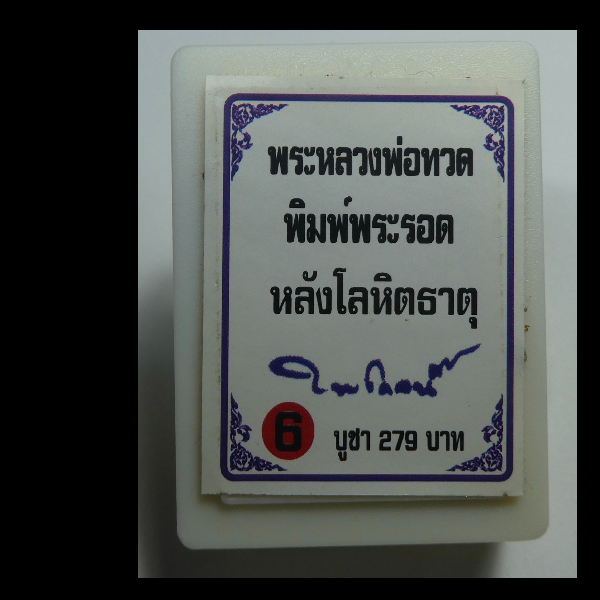 พระหลวงพ่อทวด
พิมพ์พระรอด
หลังโลหิตธาตุ
6 บูชา 279 บาท